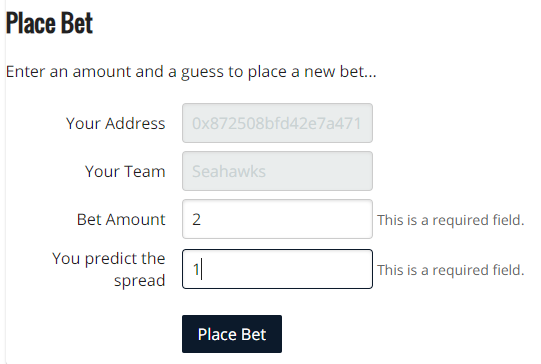 Place Bet
Enter an amount and a guess to place a new bet...
Your Address 0x872508bfd42e7a471
Your Team Seahawks
Bet Amount 2 This is a required field.
You predict the
spread 1 This is a required field.
Place Bet